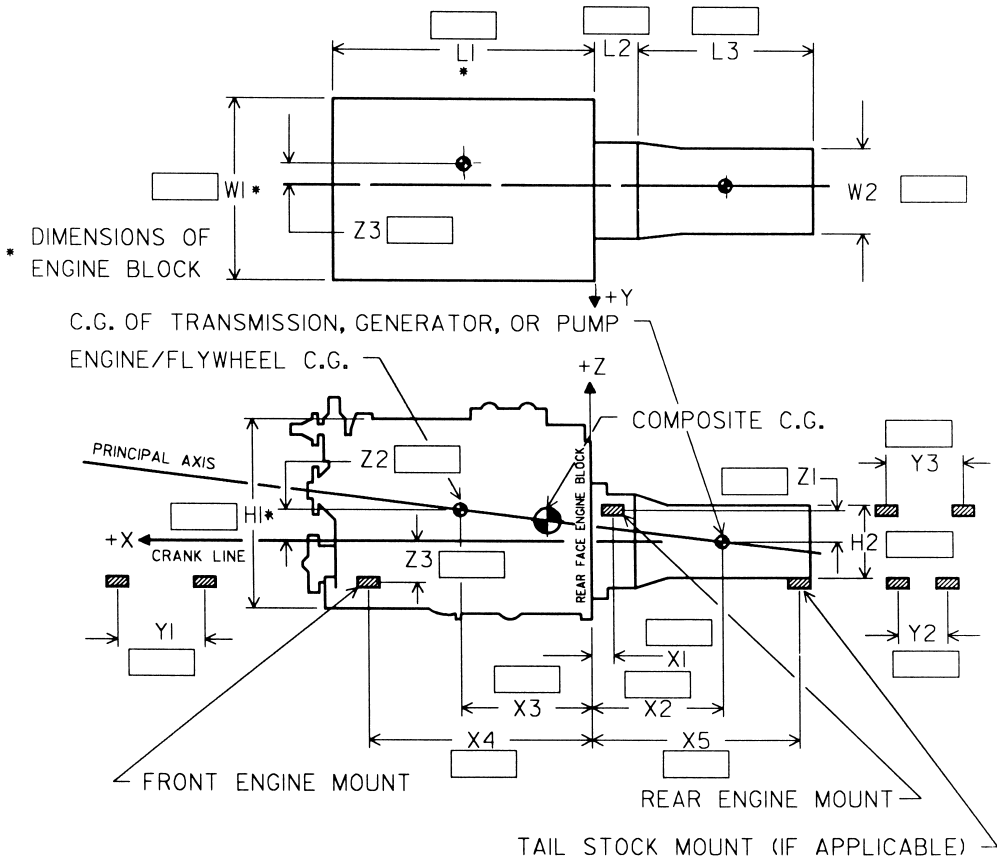 L1
*
L2
L3
W1*
W2
Z3
* DIMENSIONS OF
ENGINE BLOCK
+Y
C.G. OF TRANSMISSION, GENERATOR, OR PUMP
ENGINE/FLYWHEEL C.G.
+Z
COMPOSITE C.G.
PRINCIPAL AXIS
Z2
Z1
Y3
H1*
REAR FACE ENGINE BLOCK
H2
+X
CRANK LINE
Z3
Y1
Y2
X1
X3
X2
X4
X5
FRONT ENGINE MOUNT
REAR ENGINE MOUNT
TAIL STOCK MOUNT (IF APPLICABLE)